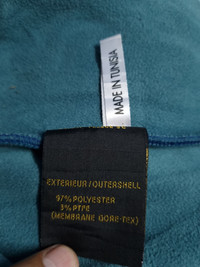 MADE IN TUNISIA
EXTERIEUR/OUTERSHELL
97% POLYESTER
3% PTFE
(MEMBRANE GORE-TEX)